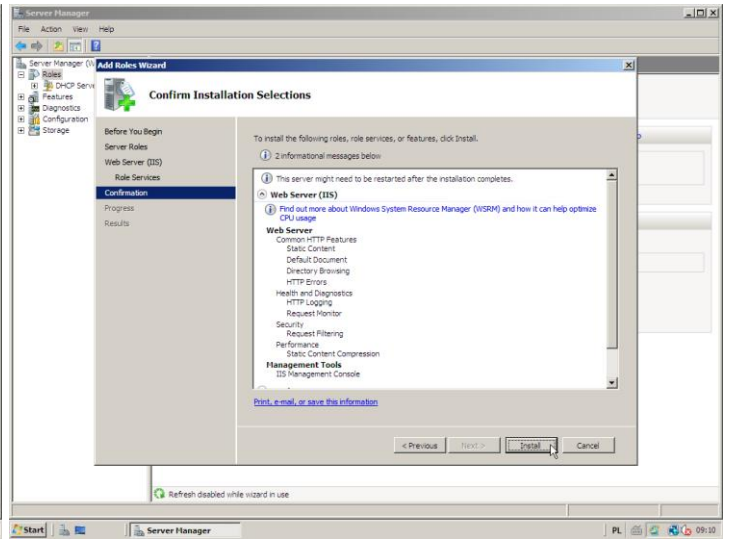 Server Manager
File Action View Help
Server Manager (W
Roles
DHCP Serve
Features
Diagnostics
Configuration
Storage
Add Roles Wizard
Confirm Installation Selections
Before You Begin
Server Roles
Web Server (IIS)
Role Services
Confirmation
Progress
Results
To install the following roles, role services, or features, click Install.
2 informational messages below
This server might need to be restarted after the installation completes.
Web Server (IIS)
Find out more about Windows System Resource Manager (WSRM) and how it can help optimize
CPU usage
Web Server
Common HTTP Features
Static Content
Default Document
Directory Browsing
HTTP Errors
Health and Diagnostics
HTTP Logging
Request Monitor
Security
Request Filtering
Performance
Static Content Compression
Management Tools
IIS Management Console
Print, e-mail, or save this information
< Previous Next > Install Cancel
Refresh disabled while wizard in use
Start Server Manager PL 09:10